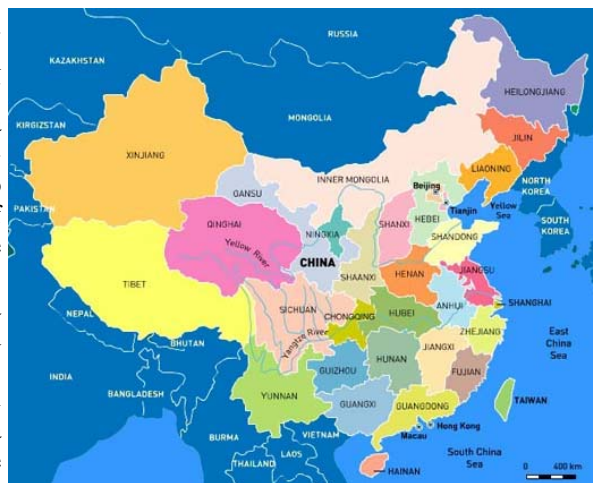 RUSSIA
KAZAKHSTAN
HEILONGJIANG
MONGOLIA
KIRGIZSTAN
JILIN
XINJIANG
LIAONING
INNER MONGOLIA
Beijing
NORTH
KOREA
GANSU
Tianjin
Yellow
Sea
PAKISTAN
QINGHAI
NINGXIA
SHANXI
HEBEI
SOUTH
KOREA
Yellow River
SHANDONG
CHINA
SHAANXI
HENAN
JIANGSU
TIBET
SHANGHAI
SICHUAN
CHONGQING
HUBEI
ANHUI
NEPAL
Yangtze River
ZHEJIANG
East
China
Sea
BHUTAN
JIANGXI
HUNAN
GUIZHOU
FUJIAN
INDIA
YUNNAN
BANGLADESH
GUANGXI
GUANGDONG
TAIWAN
Hong Kong
Macau
BURMA
VIETNAM
LAOS
South China
Sea
THAILAND
HAINAN
0
400 km